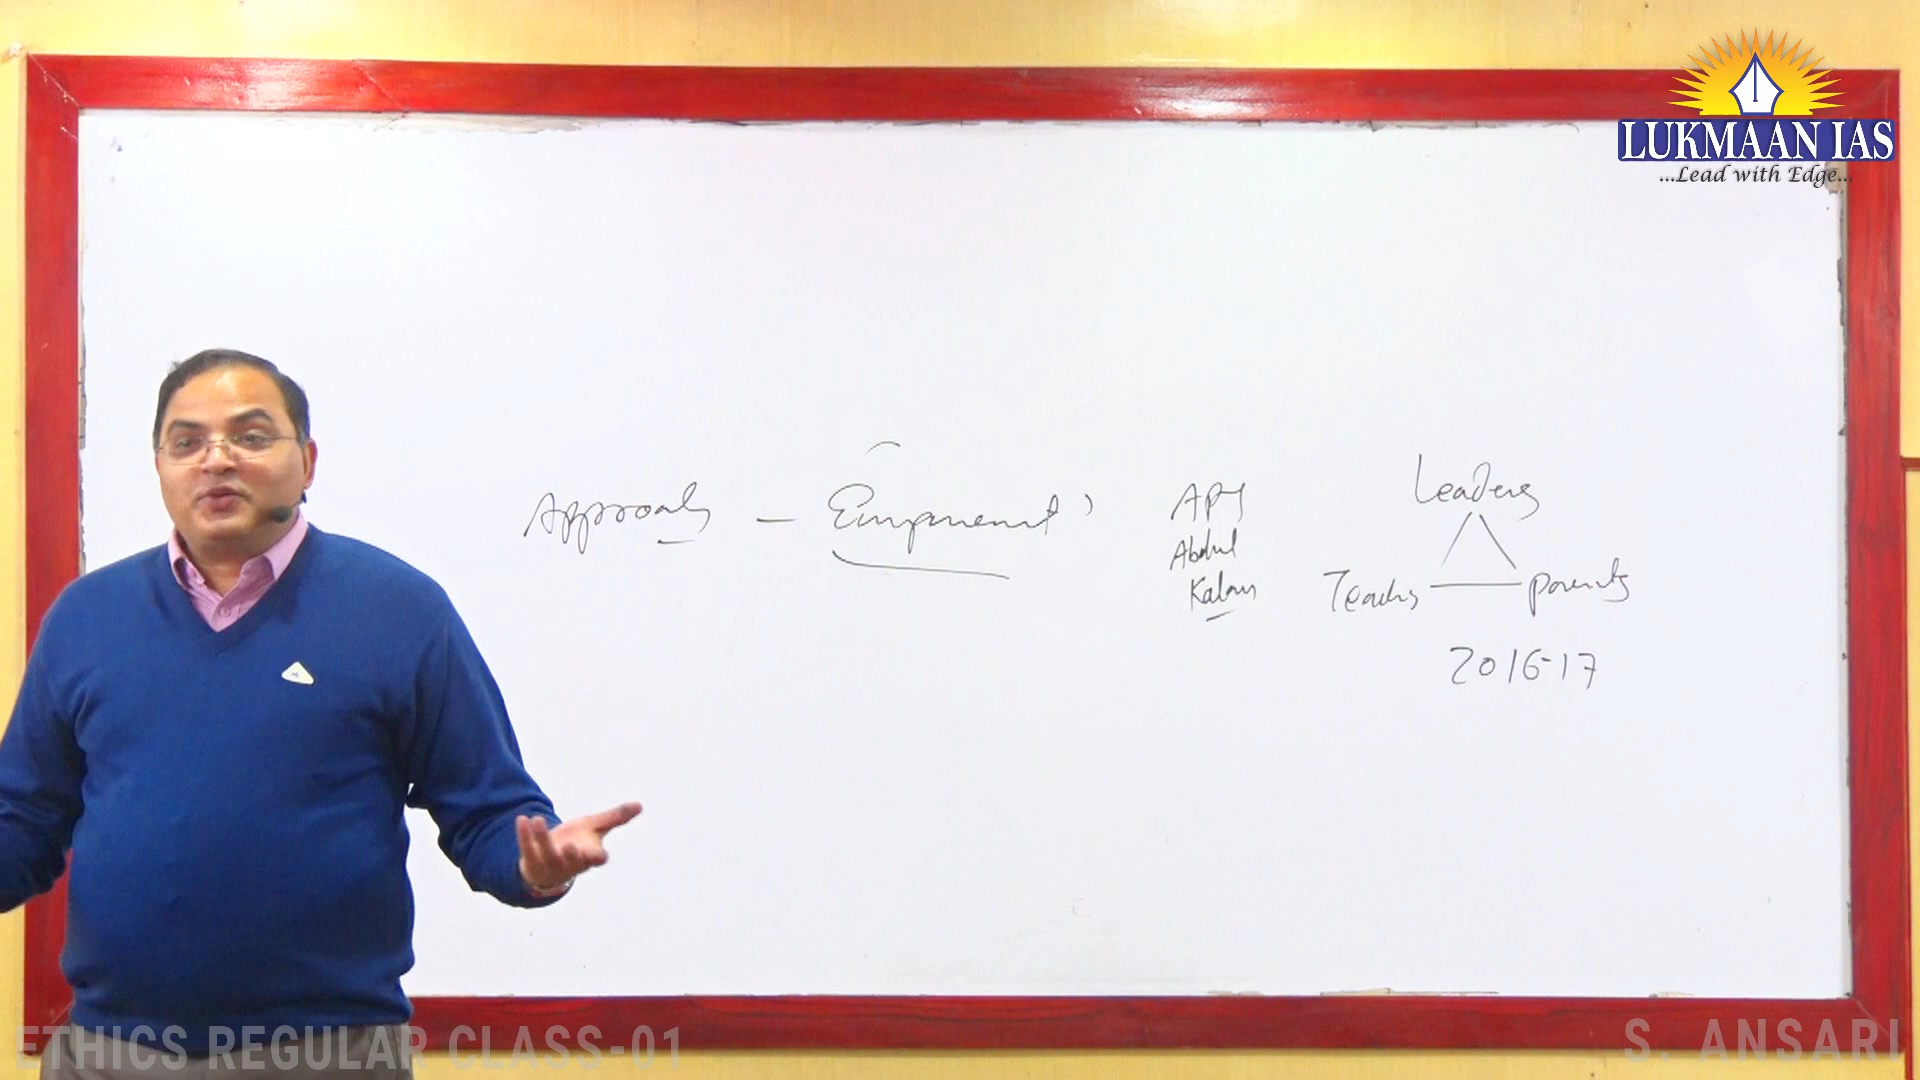 LUKMAAN IAS
...Lead with Edge...
Approach –
APJ
Abdul
Kalam
Leaders
Teachers
Parents
2016-17
ETHICS REGULAR CLASS-01
S. ANSARI